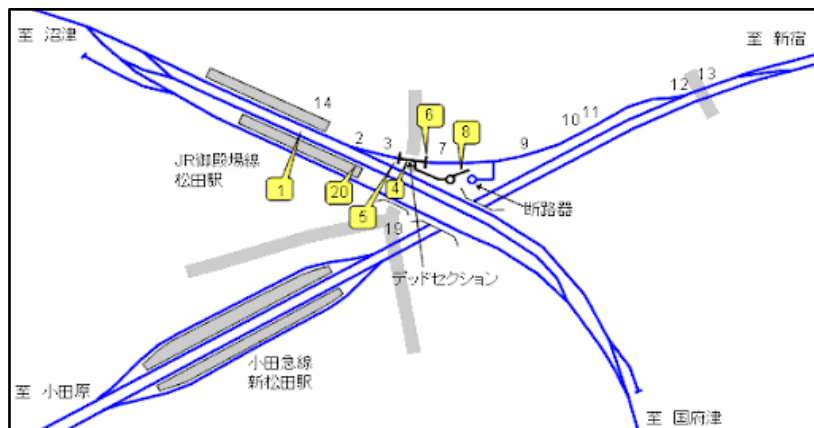 至 沼津
至 新宿
14
13
12
11
10
9
8
7
6
2
3
JR御殿場線
松田駅
1
20
5
4
断路器
19
デッドセクション
小田急線
新松田駅
至 小田原
至 国府津